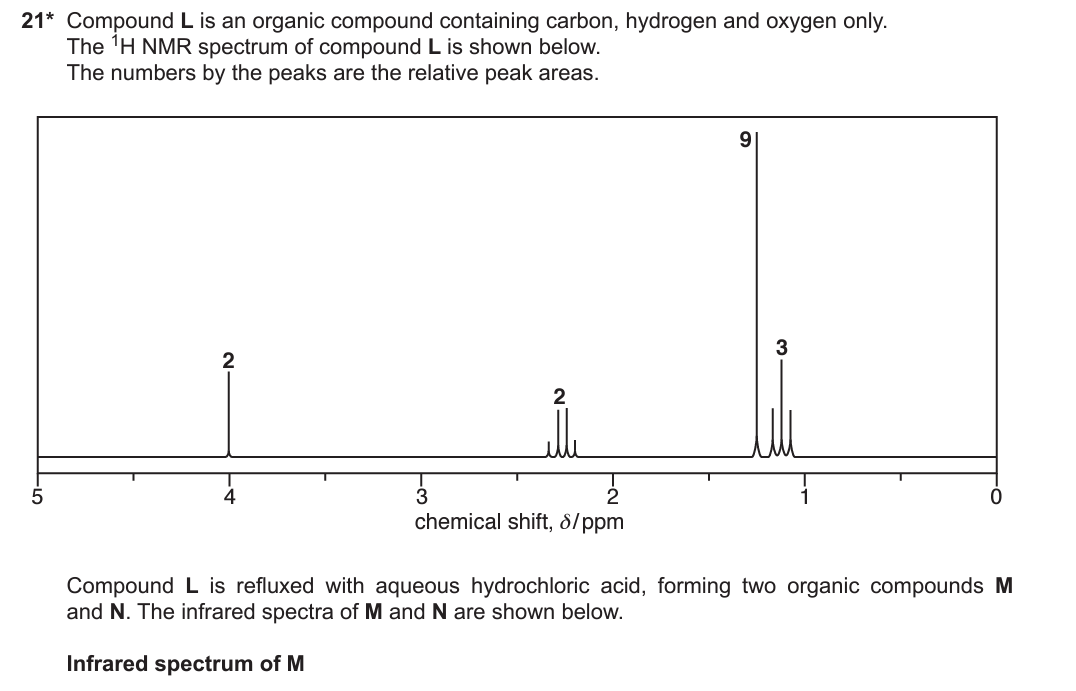 21* Compound L is an organic compound containing carbon, hydrogen and oxygen only.
The ¹H NMR spectrum of compound L is shown below.
The numbers by the peaks are the relative peak areas.
9
2
3
2
5 4 3 2 1 0
chemical shift, δ/ppm
Compound L is refluxed with aqueous hydrochloric acid, forming two organic compounds M
and N. The infrared spectra of M and N are shown below.
Infrared spectrum of M